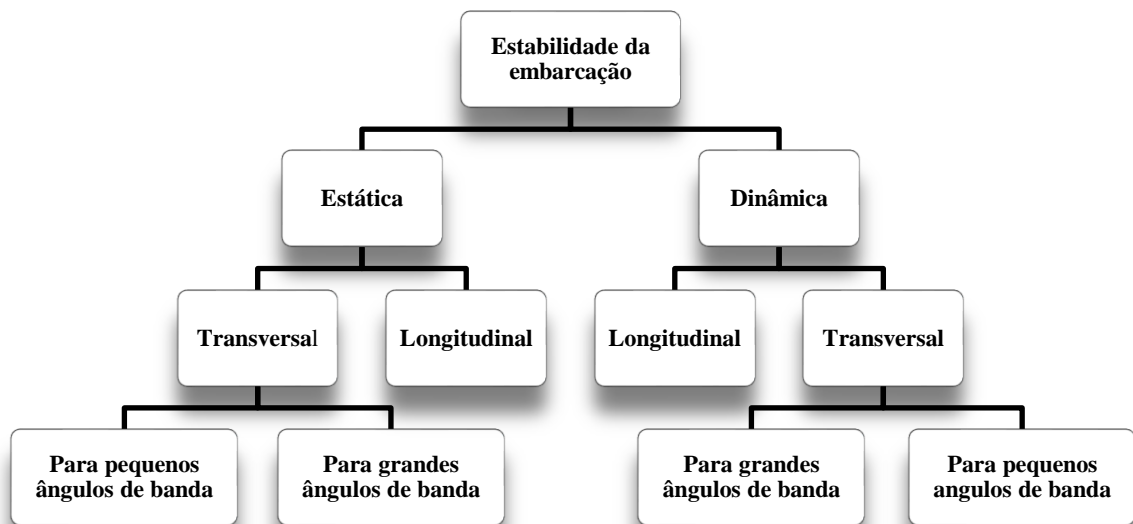 Estabilidade da
embarcação
Estática
Dinâmica
Transversal
Longitudinal
Longitudinal
Transversal
Para pequenos
ângulos de banda
Para grandes
ângulos de banda
Para grandes
ângulos de banda
Para pequenos
angulos de banda